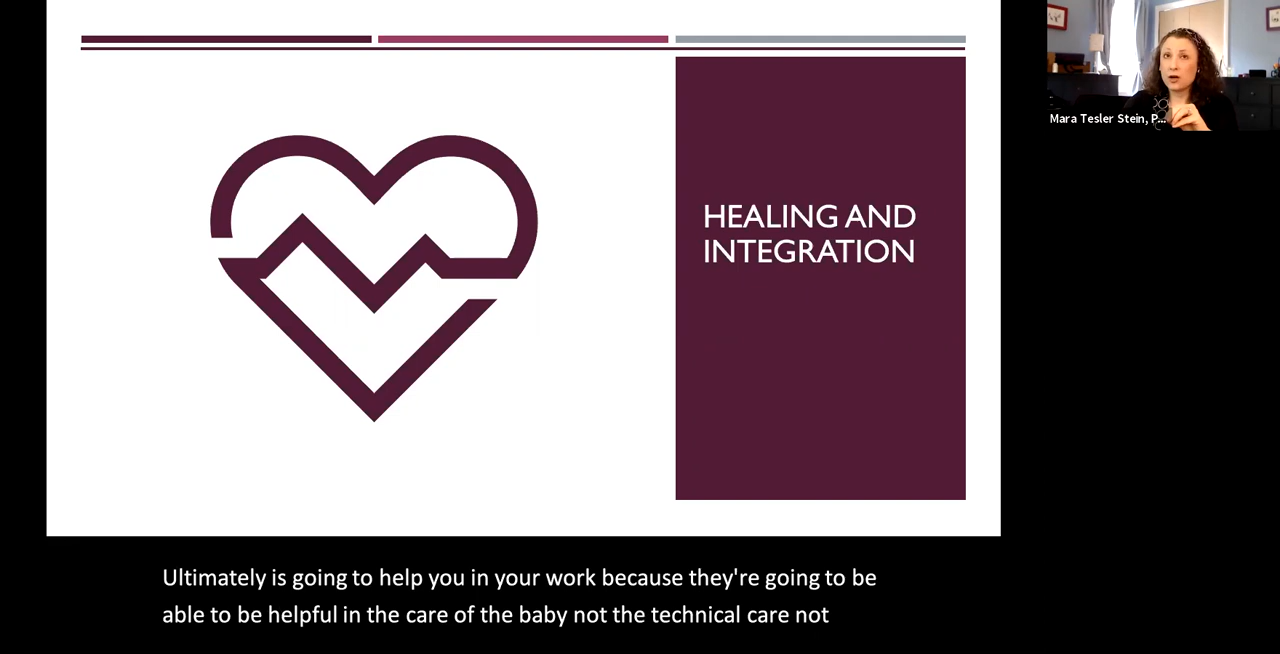 HEALING AND
INTEGRATION
Mara Tesler Stein, P...
Ultimately is going to help you in your work because they're going to be
able to be helpful in the care of the baby not the technical care not